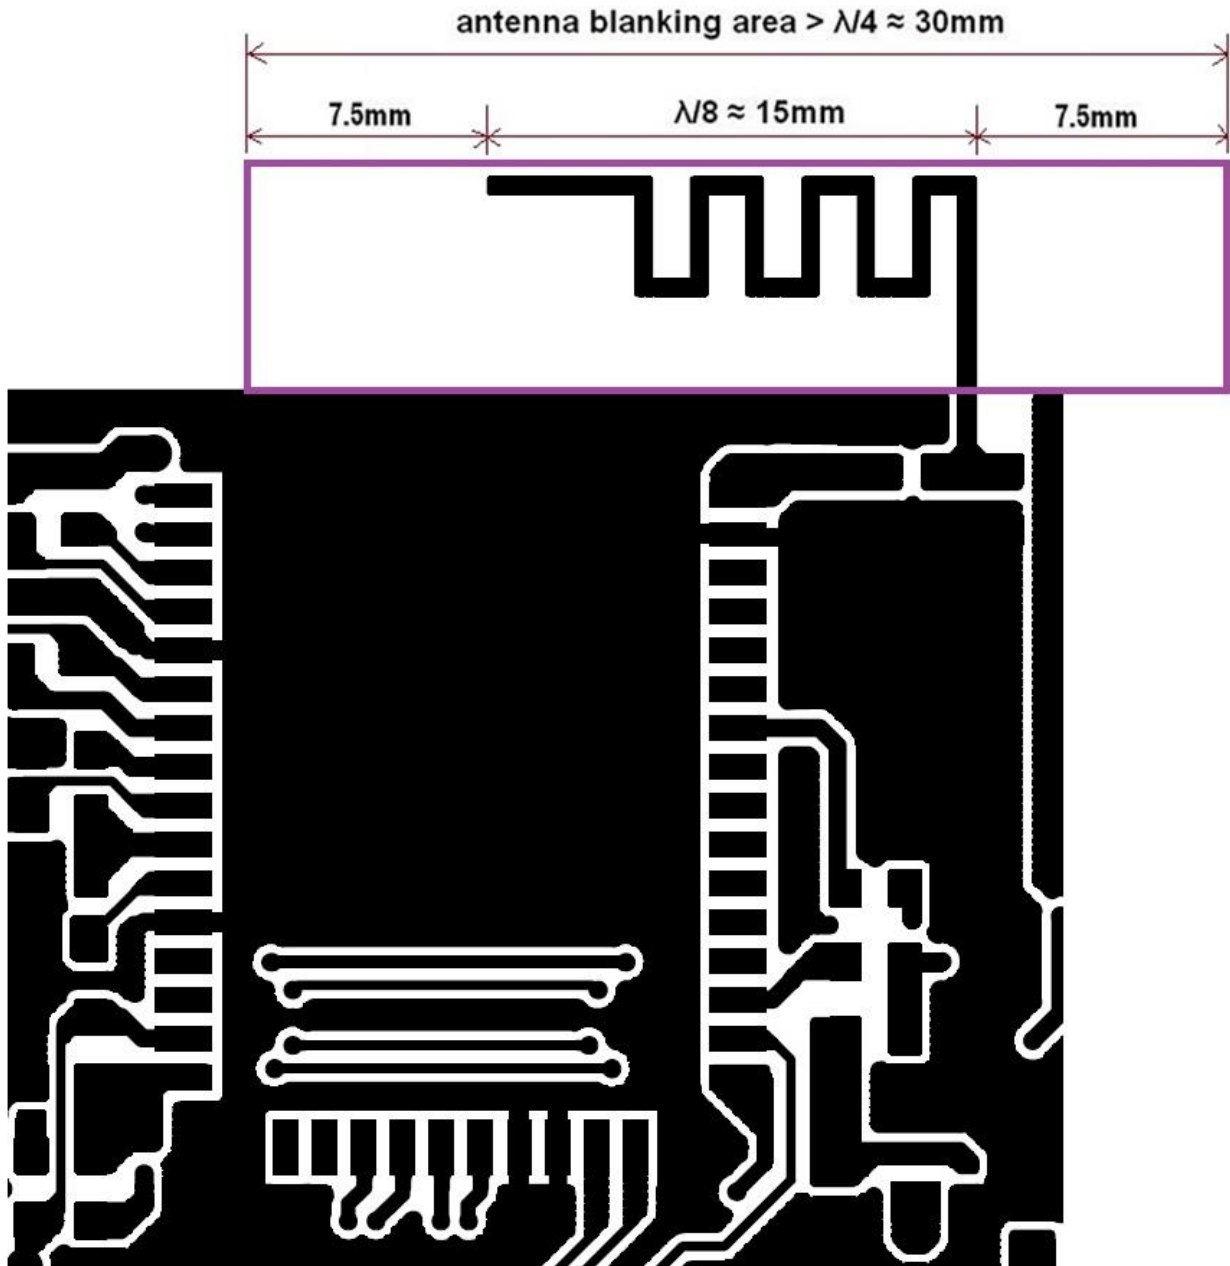 antenna blanking area > λ/4 ≈ 30mm
7.5mm
λ/8 ≈ 15mm
7.5mm